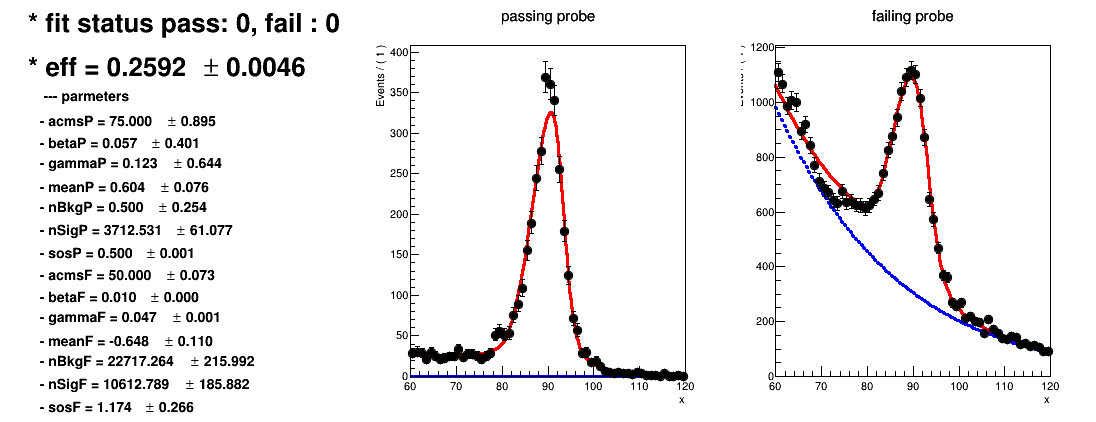 * fit status pass: 0, fail : 0
* eff = 0.2592 ± 0.0046
--- parmeters
- acmsP = 75.000 ± 0.895
- betaP = 0.057 ± 0.401
- gammaP = 0.123 ± 0.644
- meanP = 0.604 ± 0.076
- nBkgP = 0.500 ± 0.254
- nSigP = 3712.531 ± 61.077
- sosP = 0.500 ± 0.001
- acmsF = 50.000 ± 0.073
- betaF = 0.010 ± 0.000
- gammaF = 0.047 ± 0.001
- meanF = -0.648 ± 0.110
- nBkgF = 22717.264 ± 215.992
- nSigF = 10612.789 ± 185.882
- sosF = 1.174 ± 0.266
passing probe
Events / ( 1 )
400
350
300
250
200
150
100
50
0
60 70 80 90 100 110 120
x
failing probe
1200
1000
800
600
400
200
0
60 70 80 90 100 110 120
x